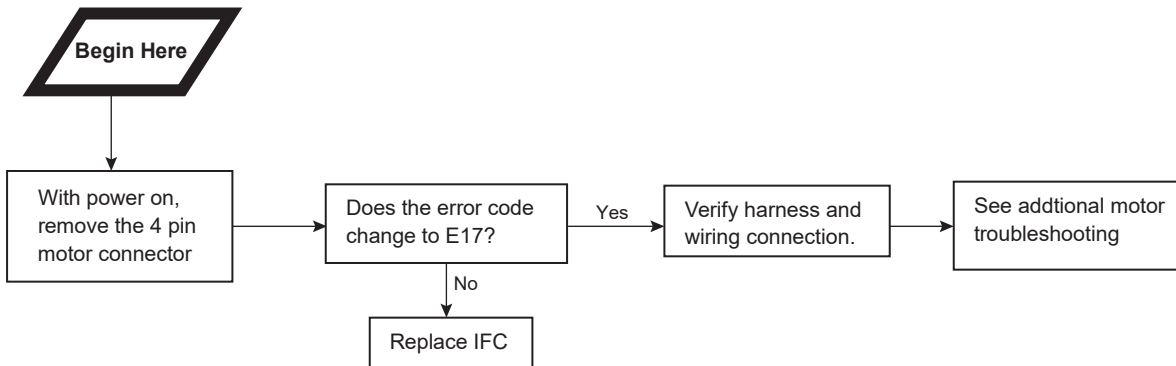 Begin Here
With power on,
remove the 4 pin
motor connector
Does the error code
change to E17?
Yes
Verify harness and
wiring connection.
See addtional motor
troubleshooting
No
Replace IFC